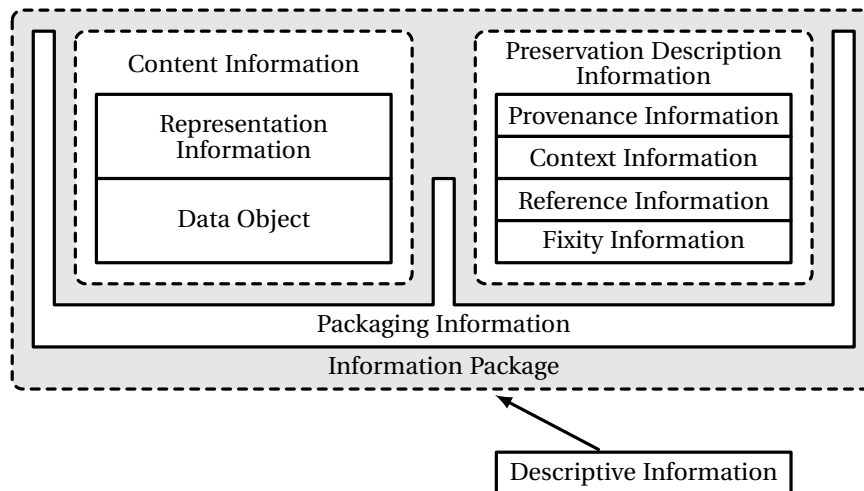 Content Information
Representation
Information
Data Object
Preservation Description
Information
Provenance Information
Context Information
Reference Information
Fixity Information
Packaging Information
Information Package
Descriptive Information